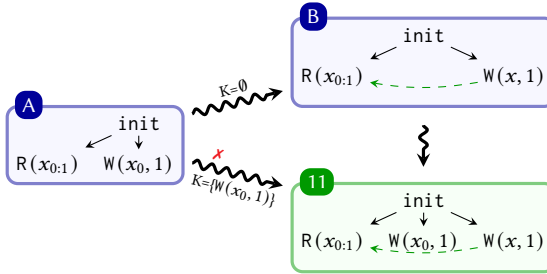 B
init
R(x₀:₁) W(x, 1)
K=∅
A
init
R(x₀:₁) W(x₀, 1)
✗
K={W(x₀, 1)}
11
init
R(x₀:₁) W(x₀, 1) W(x, 1)